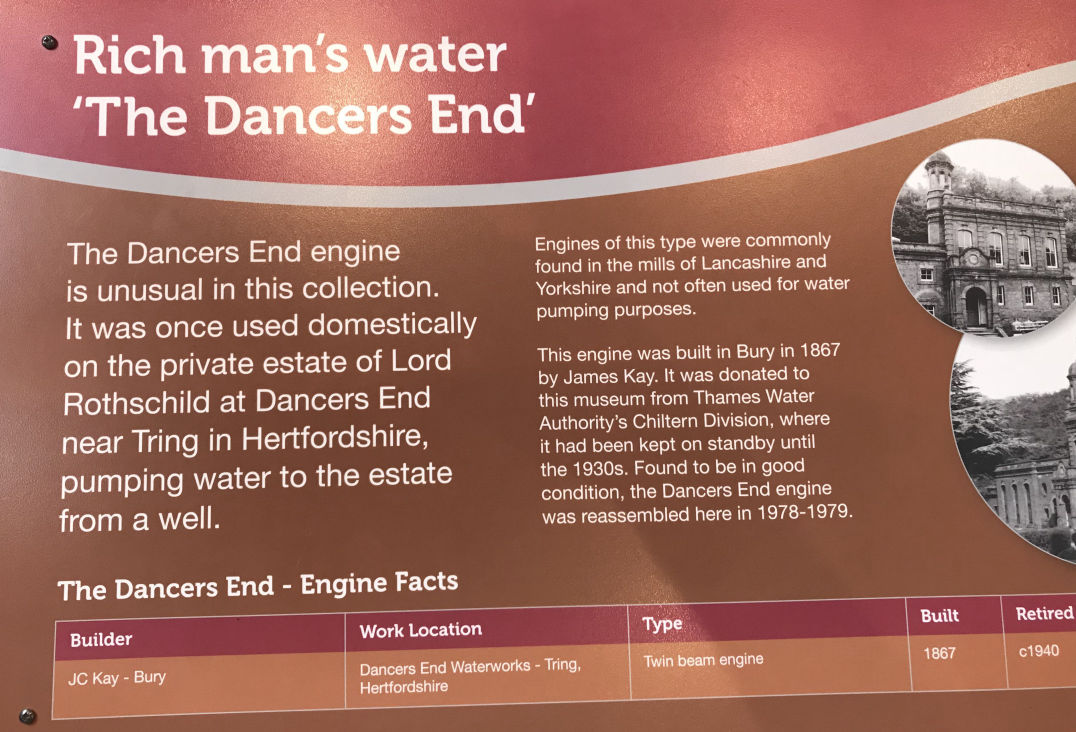 Rich man's water
'The Dancers End'
The Dancers End engine
is unusual in this collection.
It was once used domestically
on the private estate of Lord
Rothschild at Dancers End
near Tring in Hertfordshire,
pumping water to the estate
from a well.
Engines of this type were commonly
found in the mills of Lancashire and
Yorkshire and not often used for water
pumping purposes.
This engine was built in Bury in 1867
by James Kay. It was donated to
this museum from Thames Water
Authority's Chiltern Division, where
it had been kept on standby until
the 1930s. Found to be in good
condition, the Dancers End engine
was reassembled here in 1978-1979.
The Dancers End - Engine Facts
Builder Work Location Type Built Retired
JC Kay - Bury Dancers End Waterworks - Tring, Twin beam engine 1867 c1940
Hertfordshire